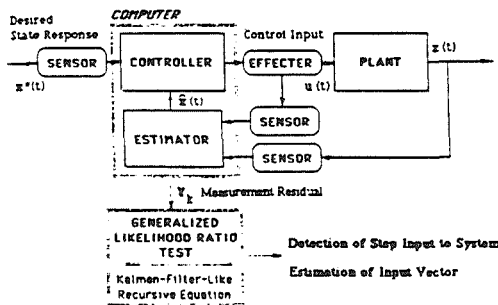 COMPUTER
Desired
State Response
Control Input
z(t)
SENSOR
CONTROLLER
EFFECTER
PLANT
x*(t)
x̂(t)
u(t)
ESTIMATOR
SENSOR
SENSOR
Measurement Residual
GENERALIZED
LIKELIHOOD RATIO
TEST
Detection of Step Input to System
Kalman-Filter-Like
Recursive Equation
Estimation of Input Vector